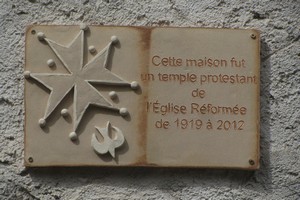 Cette maison fut
un temple protestant
de
l'Église Réformée
de 1919 à 2012